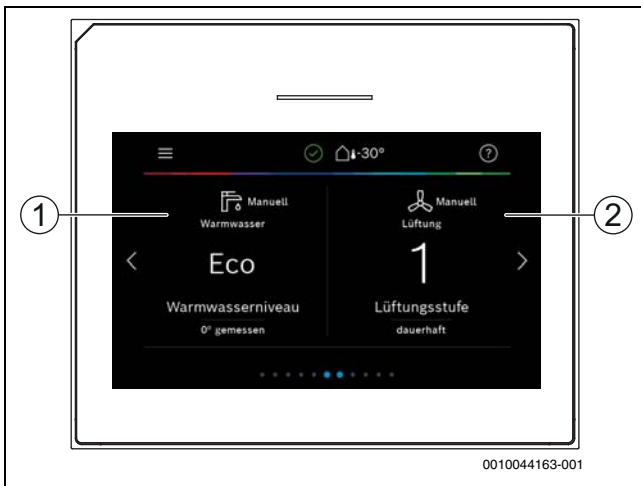 -30°
?
1
Manuell
Warmwasser
Eco
Warmwasserniveau
0° gemessen
Manuell
Lüftung
1
Lüftungsstufe
dauerhaft
2
0010044163-001